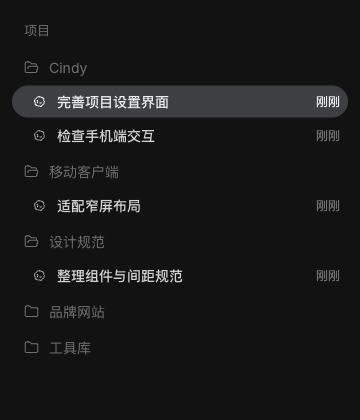 项目
Cindy
完善项目设置界面 刚刚
检查手机端交互 刚刚
移动客户端
适配窄屏布局 刚刚
设计规范
整理组件与间距规范 刚刚
品牌网站
工具库